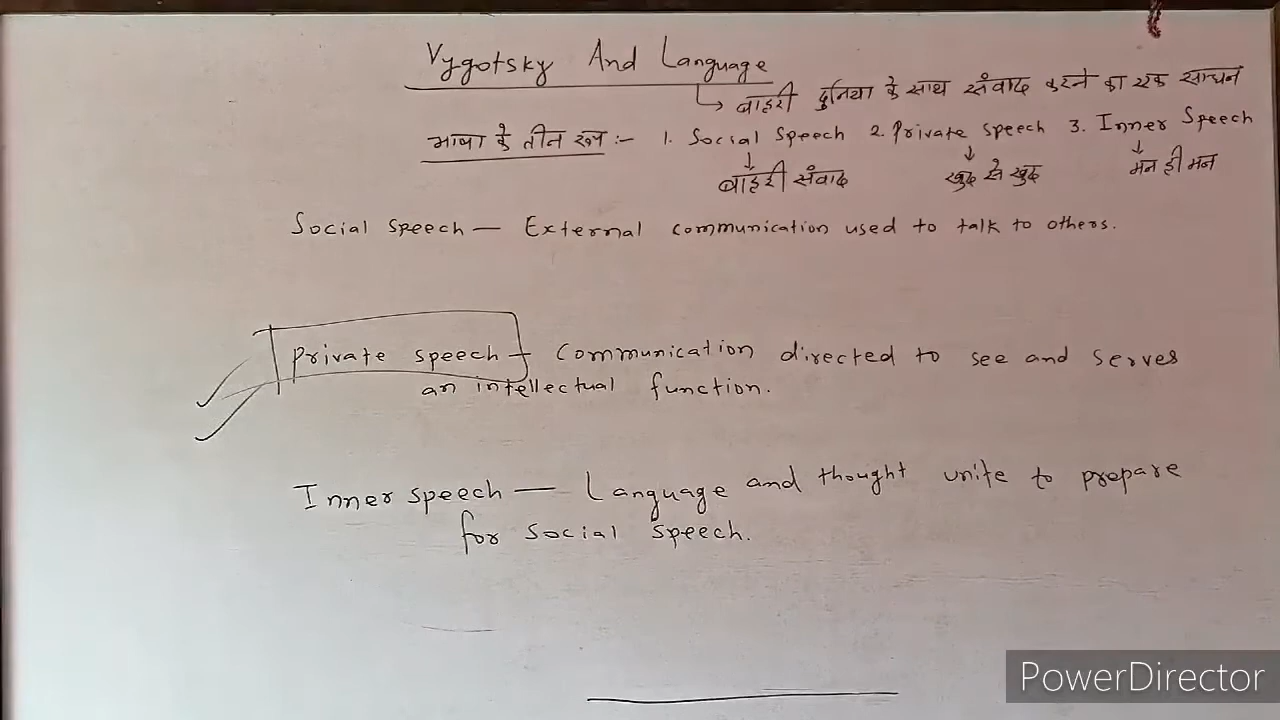 Vygotsky And Language
बाहरी दुनिया के साथ संवाद करने का एक साधन
भाषा के तीन रूप :- 1. Social Speech 2. Private speech 3. Inner Speech
बाहरी संवाद खुद से खुद मन ही मन
Social Speech — External communication used to talk to others.
Private speech — Communication directed to see and serves
an intellectual function.
Inner speech — Language and thought unite to prepare
for social speech.
PowerDirector